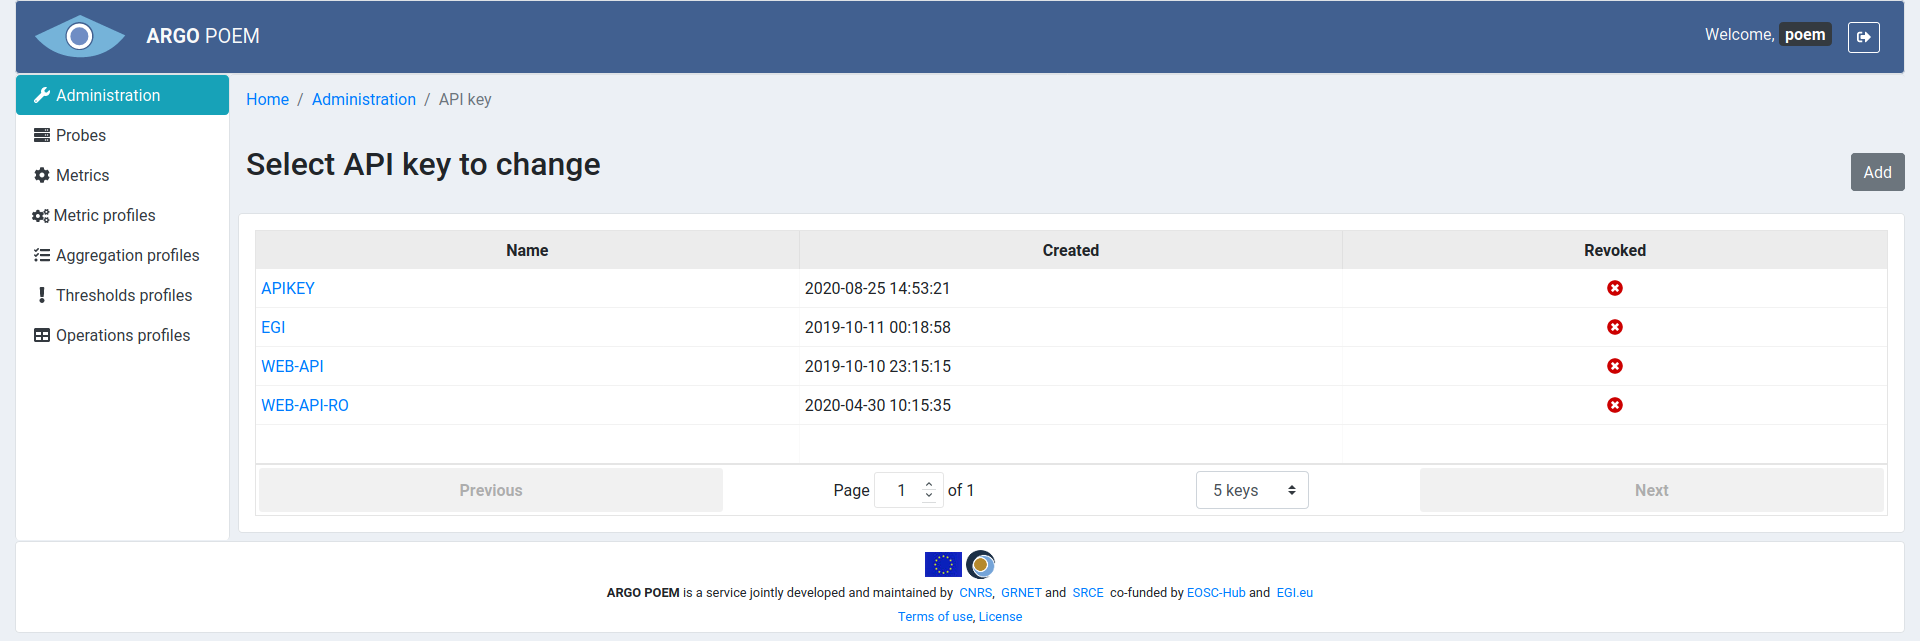 ARGO POEM
Welcome, poem
Administration
Probes
Metrics
Metric profiles
Aggregation profiles
Thresholds profiles
Operations profiles
Home / Administration / API key
Select API key to change
Add
Name Created Revoked
APIKEY 2020-08-25 14:53:21
EGI 2019-10-11 00:18:58
WEB-API 2019-10-10 23:15:15
WEB-API-RO 2020-04-30 10:15:35
Previous Page 1 of 1 5 keys Next
ARGO POEM is a service jointly developed and maintained by CNRS, GRNET and SRCE co-funded by EOSC-Hub and EGI.eu
Terms of use, License